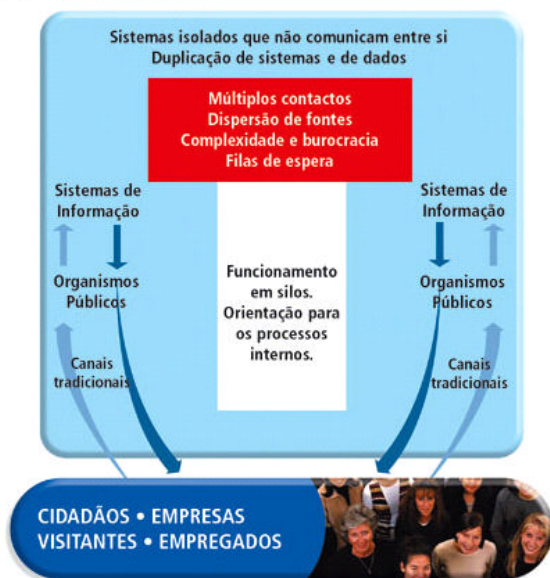 Sistemas isolados que não comunicam entre si
Duplicação de sistemas e de dados
Múltiplos contactos
Dispersão de fontes
Complexidade e burocracia
Filas de espera
Sistemas de
Informação
Organismos
Públicos
Canais
tradicionais
Funcionamento
em silos.
Orientação para
os processos
internos.
Sistemas de
Informação
Organismos
Públicos
Canais
tradicionais
CIDADÃOS • EMPRESAS
VISITANTES • EMPREGADOS